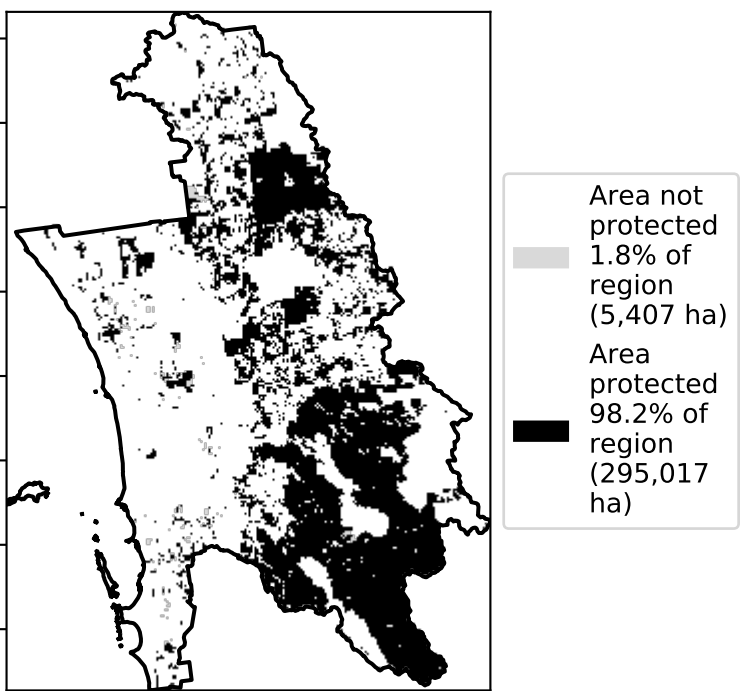 Area not
protected
1.8% of
region
(5,407 ha)
Area
protected
98.2% of
region
(295,017
ha)